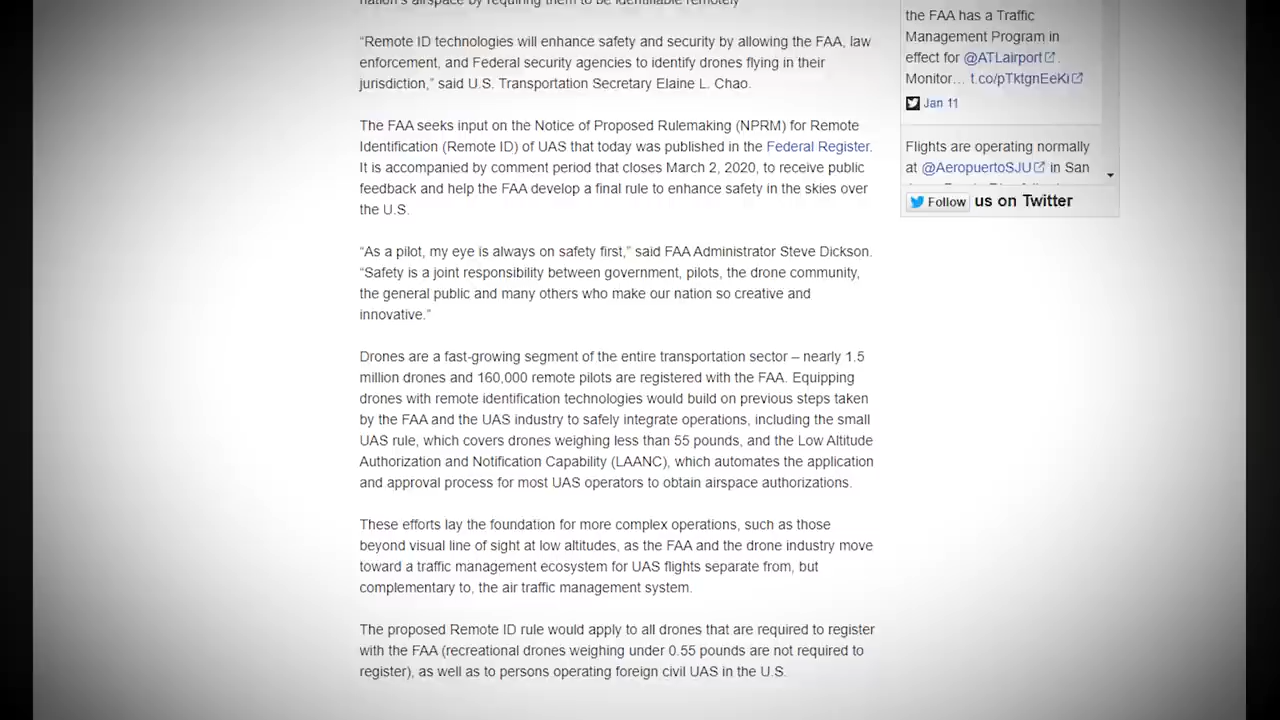 nation's airspace by requiring them to be identifiable remotely
“Remote ID technologies will enhance safety and security by allowing the FAA, law
enforcement, and Federal security agencies to identify drones flying in their
jurisdiction,” said U.S. Transportation Secretary Elaine L. Chao.
The FAA seeks input on the Notice of Proposed Rulemaking (NPRM) for Remote
Identification (Remote ID) of UAS that today was published in the Federal Register.
It is accompanied by comment period that closes March 2, 2020, to receive public
feedback and help the FAA develop a final rule to enhance safety in the skies over
the U.S.
“As a pilot, my eye is always on safety first,” said FAA Administrator Steve Dickson.
“Safety is a joint responsibility between government, pilots, the drone community,
the general public and many others who make our nation so creative and
innovative.”
Drones are a fast-growing segment of the entire transportation sector – nearly 1.5
million drones and 160,000 remote pilots are registered with the FAA. Equipping
drones with remote identification technologies would build on previous steps taken
by the FAA and the UAS industry to safely integrate operations, including the small
UAS rule, which covers drones weighing less than 55 pounds, and the Low Altitude
Authorization and Notification Capability (LAANC), which automates the application
and approval process for most UAS operators to obtain airspace authorizations.
These efforts lay the foundation for more complex operations, such as those
beyond visual line of sight at low altitudes, as the FAA and the drone industry move
toward a traffic management ecosystem for UAS flights separate from, but
complementary to, the air traffic management system.
The proposed Remote ID rule would apply to all drones that are required to register
with the FAA (recreational drones weighing under 0.55 pounds are not required to
register), as well as to persons operating foreign civil UAS in the U.S.
the FAA has a Traffic
Management Program in
effect for @ATLairport.
Monitor… t.co/pTktgnEeKi
Jan 11
Flights are operating normally
at @AeropuertoSJU in San
Follow us on Twitter